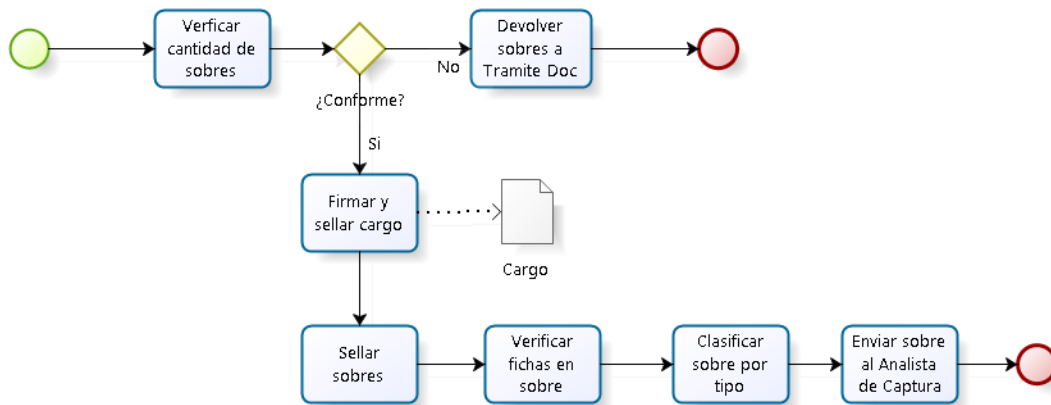 Verficar
cantidad de
sobres
Devolver
sobres a
Tramite Doc
No
¿Conforme?
Si
Firmar y
sellar cargo
Cargo
Sellar
sobres
Verificar
fichas en
sobre
Clasificar
sobre por
tipo
Enviar sobre
al Analista
de Captura